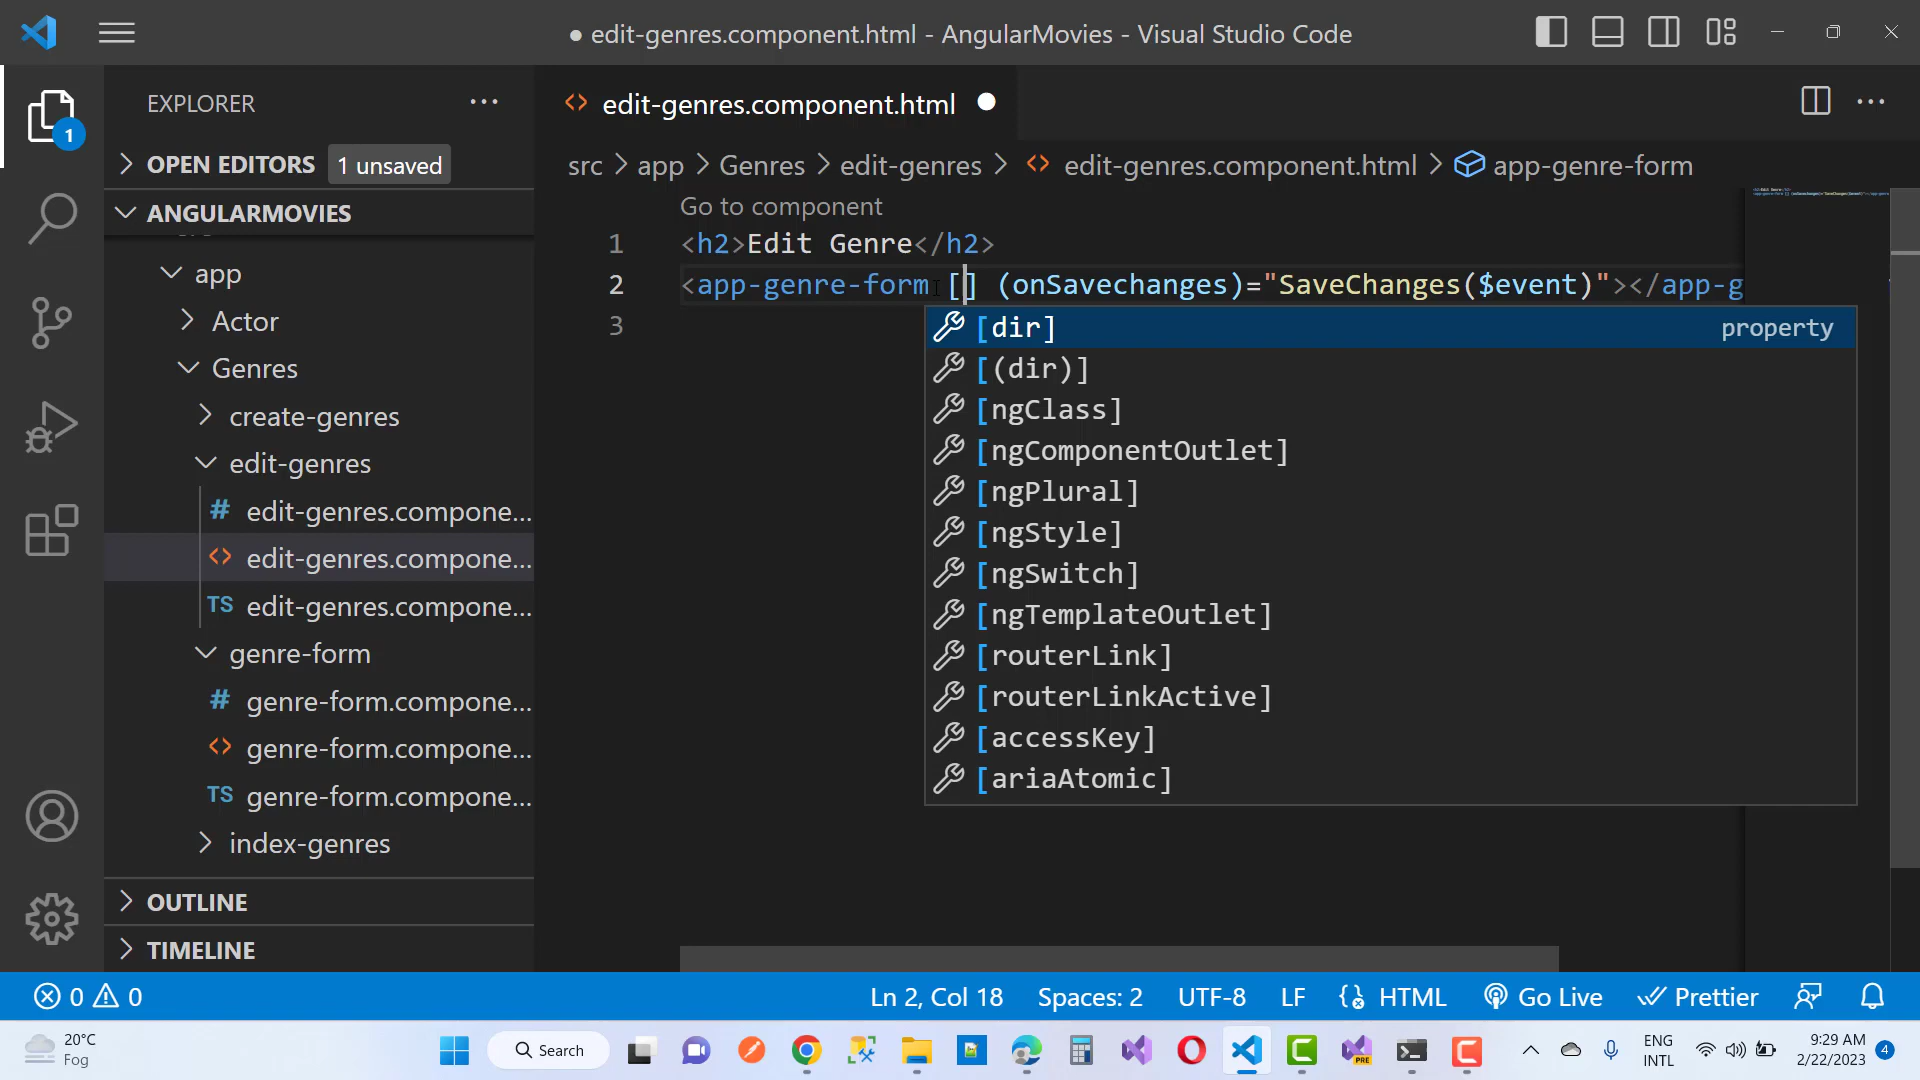 ● edit-genres.component.html - AngularMovies - Visual Studio Code
EXPLORER
edit-genres.component.html
OPEN EDITORS 1 unsaved
src > app > Genres > edit-genres > edit-genres.component.html > app-genre-form
ANGULARMOVIES
Go to component
1 <h2>Edit Genre</h2>
2 <app-genre-form [] (onSavechanges)="SaveChanges($event)"></app-g
3
app
Actor
Genres
create-genres
edit-genres
# edit-genres.compone...
<> edit-genres.compone...
TS edit-genres.compone...
genre-form
# genre-form.compone...
<> genre-form.compone...
TS genre-form.compone...
index-genres
OUTLINE
TIMELINE
[dir] property
[(dir)]
[ngClass]
[ngComponentOutlet]
[ngPlural]
[ngStyle]
[ngSwitch]
[ngTemplateOutlet]
[routerLink]
[routerLinkActive]
[accessKey]
[ariaAtomic]
1
0 0
Ln 2, Col 18 Spaces: 2 UTF-8 LF HTML Go Live Prettier
20°C
Fog
Search
PRE
ENG
INTL
9:29 AM
2/22/2023
4